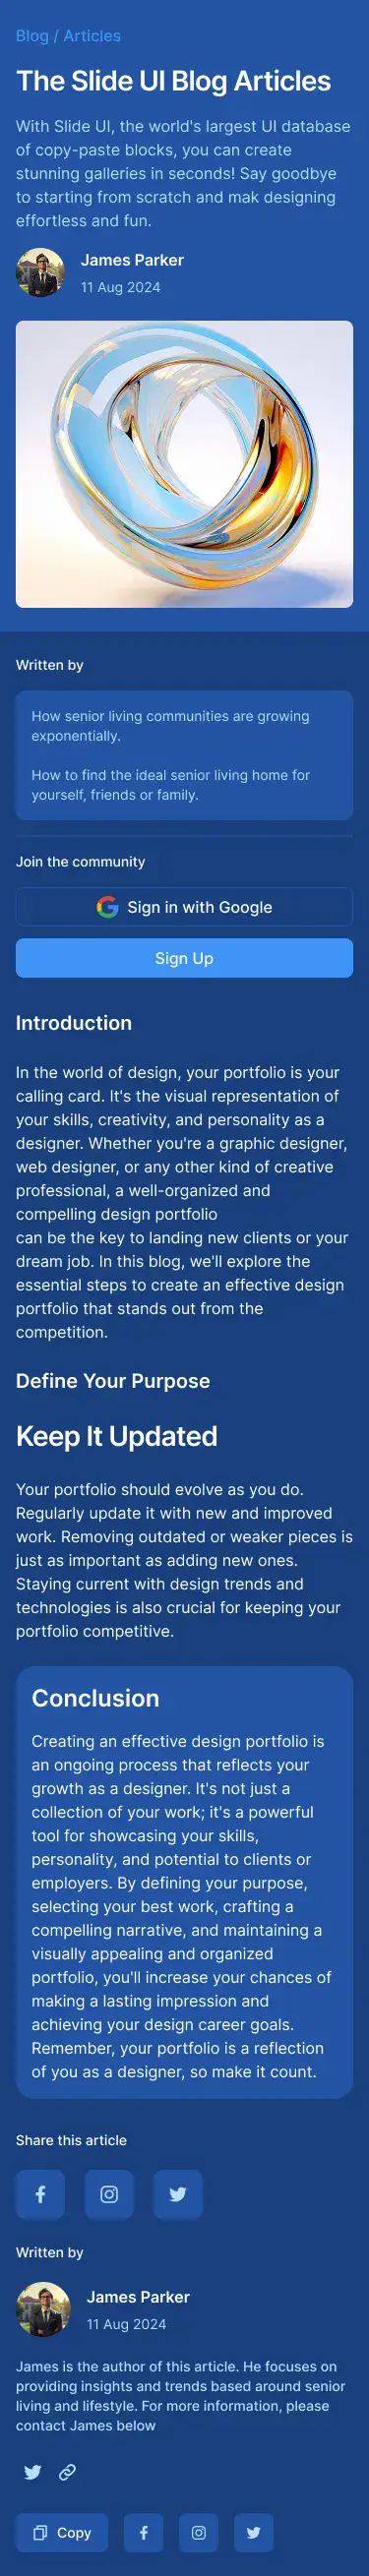 Blog / Articles
The Slide UI Blog Articles
With Slide UI, the world's largest UI database
of copy-paste blocks, you can create
stunning galleries in seconds! Say goodbye
to starting from scratch and mak designing
effortless and fun.
James Parker
11 Aug 2024
Written by
How senior living communities are growing
exponentially.
How to find the ideal senior living home for
yourself, friends or family.
Join the community
Sign in with Google
Sign Up
Introduction
In the world of design, your portfolio is your
calling card. It's the visual representation of
your skills, creativity, and personality as a
designer. Whether you're a graphic designer,
web designer, or any other kind of creative
professional, a well-organized and
compelling design portfolio
can be the key to landing new clients or your
dream job. In this blog, we'll explore the
essential steps to create an effective design
portfolio that stands out from the
competition.
Define Your Purpose
Keep It Updated
Your portfolio should evolve as you do.
Regularly update it with new and improved
work. Removing outdated or weaker pieces is
just as important as adding new ones.
Staying current with design trends and
technologies is also crucial for keeping your
portfolio competitive.
Conclusion
Creating an effective design portfolio is
an ongoing process that reflects your
growth as a designer. It's not just a
collection of your work; it's a powerful
tool for showcasing your skills,
personality, and potential to clients or
employers. By defining your purpose,
selecting your best work, crafting a
compelling narrative, and maintaining a
visually appealing and organized
portfolio, you'll increase your chances of
making a lasting impression and
achieving your design career goals.
Remember, your portfolio is a reflection
of you as a designer, so make it count.
Share this article
Written by
James Parker
11 Aug 2024
James is the author of this article. He focuses on
providing insights and trends based around senior
living and lifestyle. For more information, please
contact James below
Copy